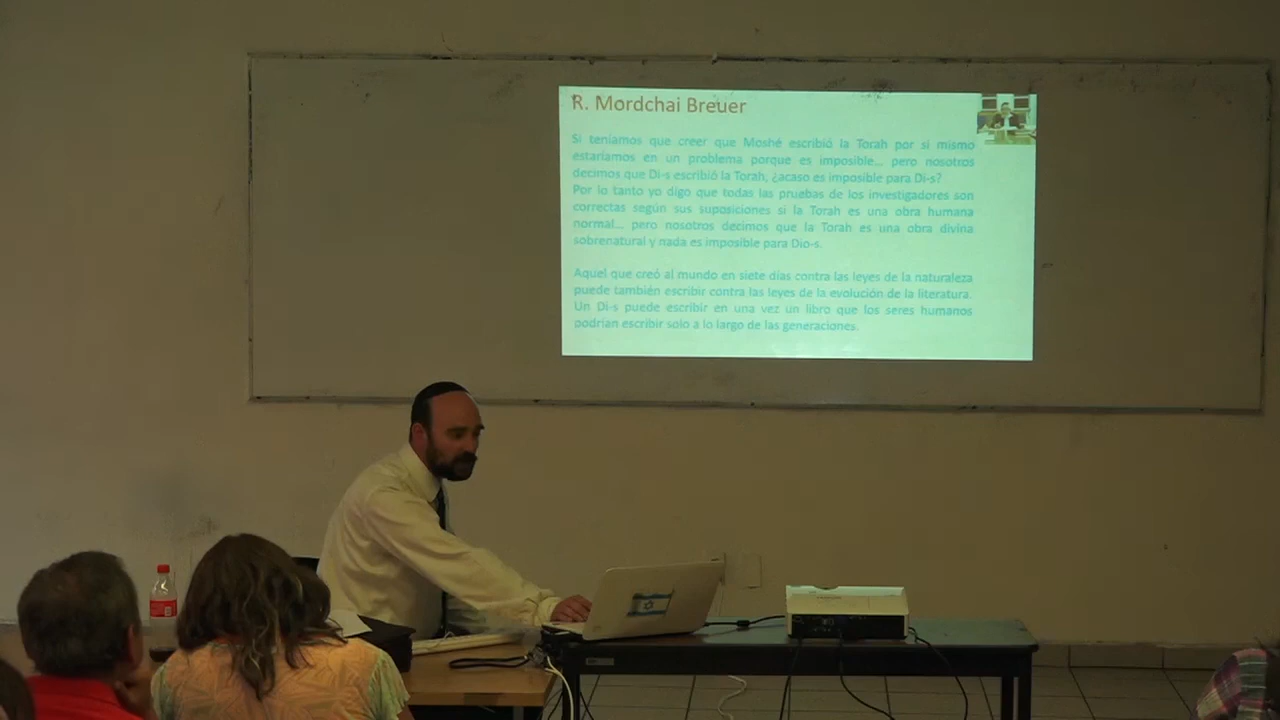 R. Mordchai Breuer
Si teníamos que creer que Moshé escribió la Torah por si mismo
estaríamos en un problema porque es imposible... pero nosotros
decimos que Di-s escribió la Torah, ¿acaso es imposible para Di-s?
Por lo tanto yo digo que todas las pruebas de los investigadores son
correctas según sus suposiciones si la Torah es una obra humana
normal... pero nosotros decimos que la Torah es una obra divina
sobrenatural y nada es imposible para Dio-s.
Aquel que creó al mundo en siete días contra las leyes de la naturaleza
puede también escribir contra las leyes de la evolución de la literatura.
Un Di-s puede escribir en una vez un libro que los seres humanos
podrían escribir solo a lo largo de las generaciones.